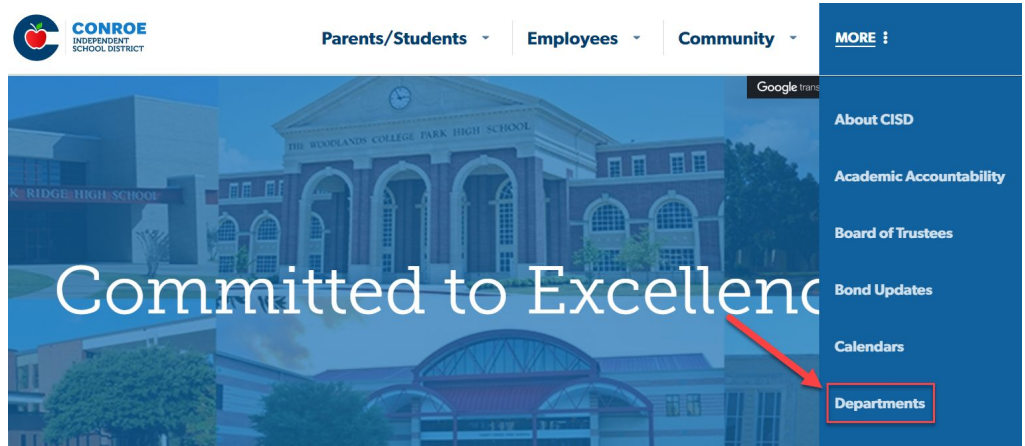 CONROE
INDEPENDENT
SCHOOL DISTRICT
Parents/Students
Employees
Community
MORE
Google trans
About CISD
Academic Accountability
Board of Trustees
Bond Updates
Calendars
Departments
THE WOODLANDS COLLEGE PARK HIGH SCHOOL
K RIDGE HIGH SCHOOL
Committed to Excellenc